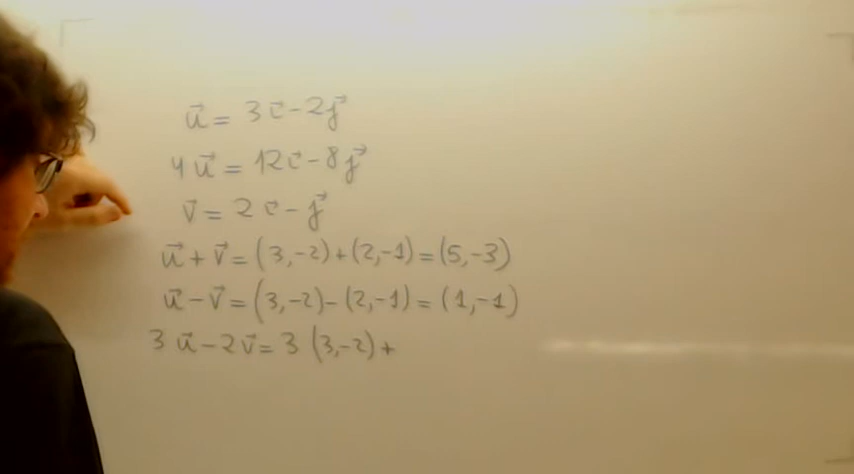 u⃗ = 3i⃗ - 2j⃗
4u⃗ = 12i⃗ - 8j⃗
v⃗ = 2i⃗ - j⃗
u⃗ + v⃗ = (3,-2)+(2,-1)=(5,-3)
u⃗ - v⃗ = (3,-2)-(2,-1)=(1,-1)
3u⃗ - 2v⃗ = 3(3,-2)+